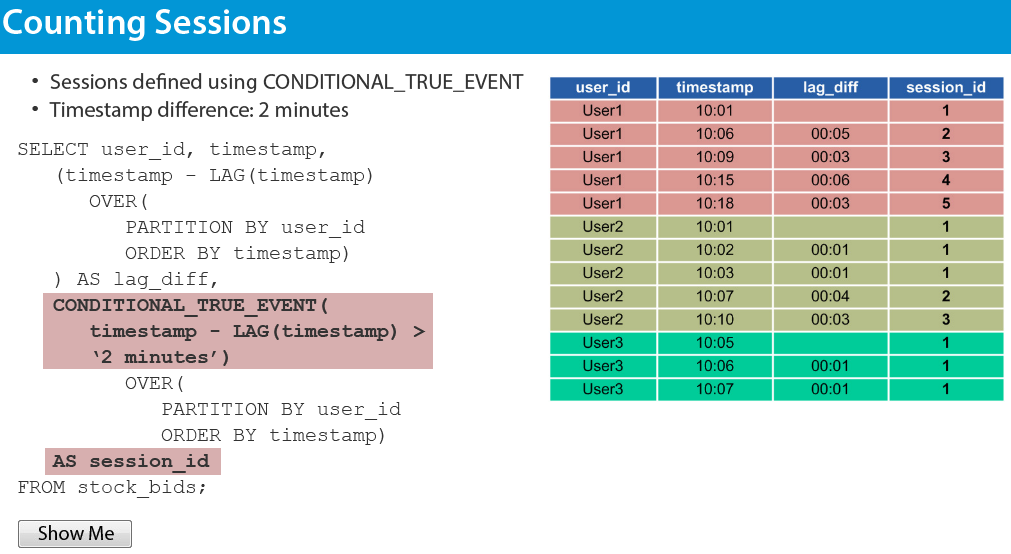 Counting Sessions
• Sessions defined using CONDITIONAL_TRUE_EVENT
• Timestamp difference: 2 minutes
SELECT user_id, timestamp,
(timestamp - LAG(timestamp)
OVER(
PARTITION BY user_id
ORDER BY timestamp)
) AS lag_diff,
CONDITIONAL_TRUE_EVENT(
timestamp - LAG(timestamp) >
‘2 minutes’)
OVER(
PARTITION BY user_id
ORDER BY timestamp)
AS session_id
FROM stock_bids;
Show Me
user_id timestamp lag_diff session_id
User1 10:01 1
User1 10:06 00:05 2
User1 10:09 00:03 3
User1 10:15 00:06 4
User1 10:18 00:03 5
User2 10:01 1
User2 10:02 00:01 1
User2 10:03 00:01 1
User2 10:07 00:04 2
User2 10:10 00:03 3
User3 10:05 1
User3 10:06 00:01 1
User3 10:07 00:01 1